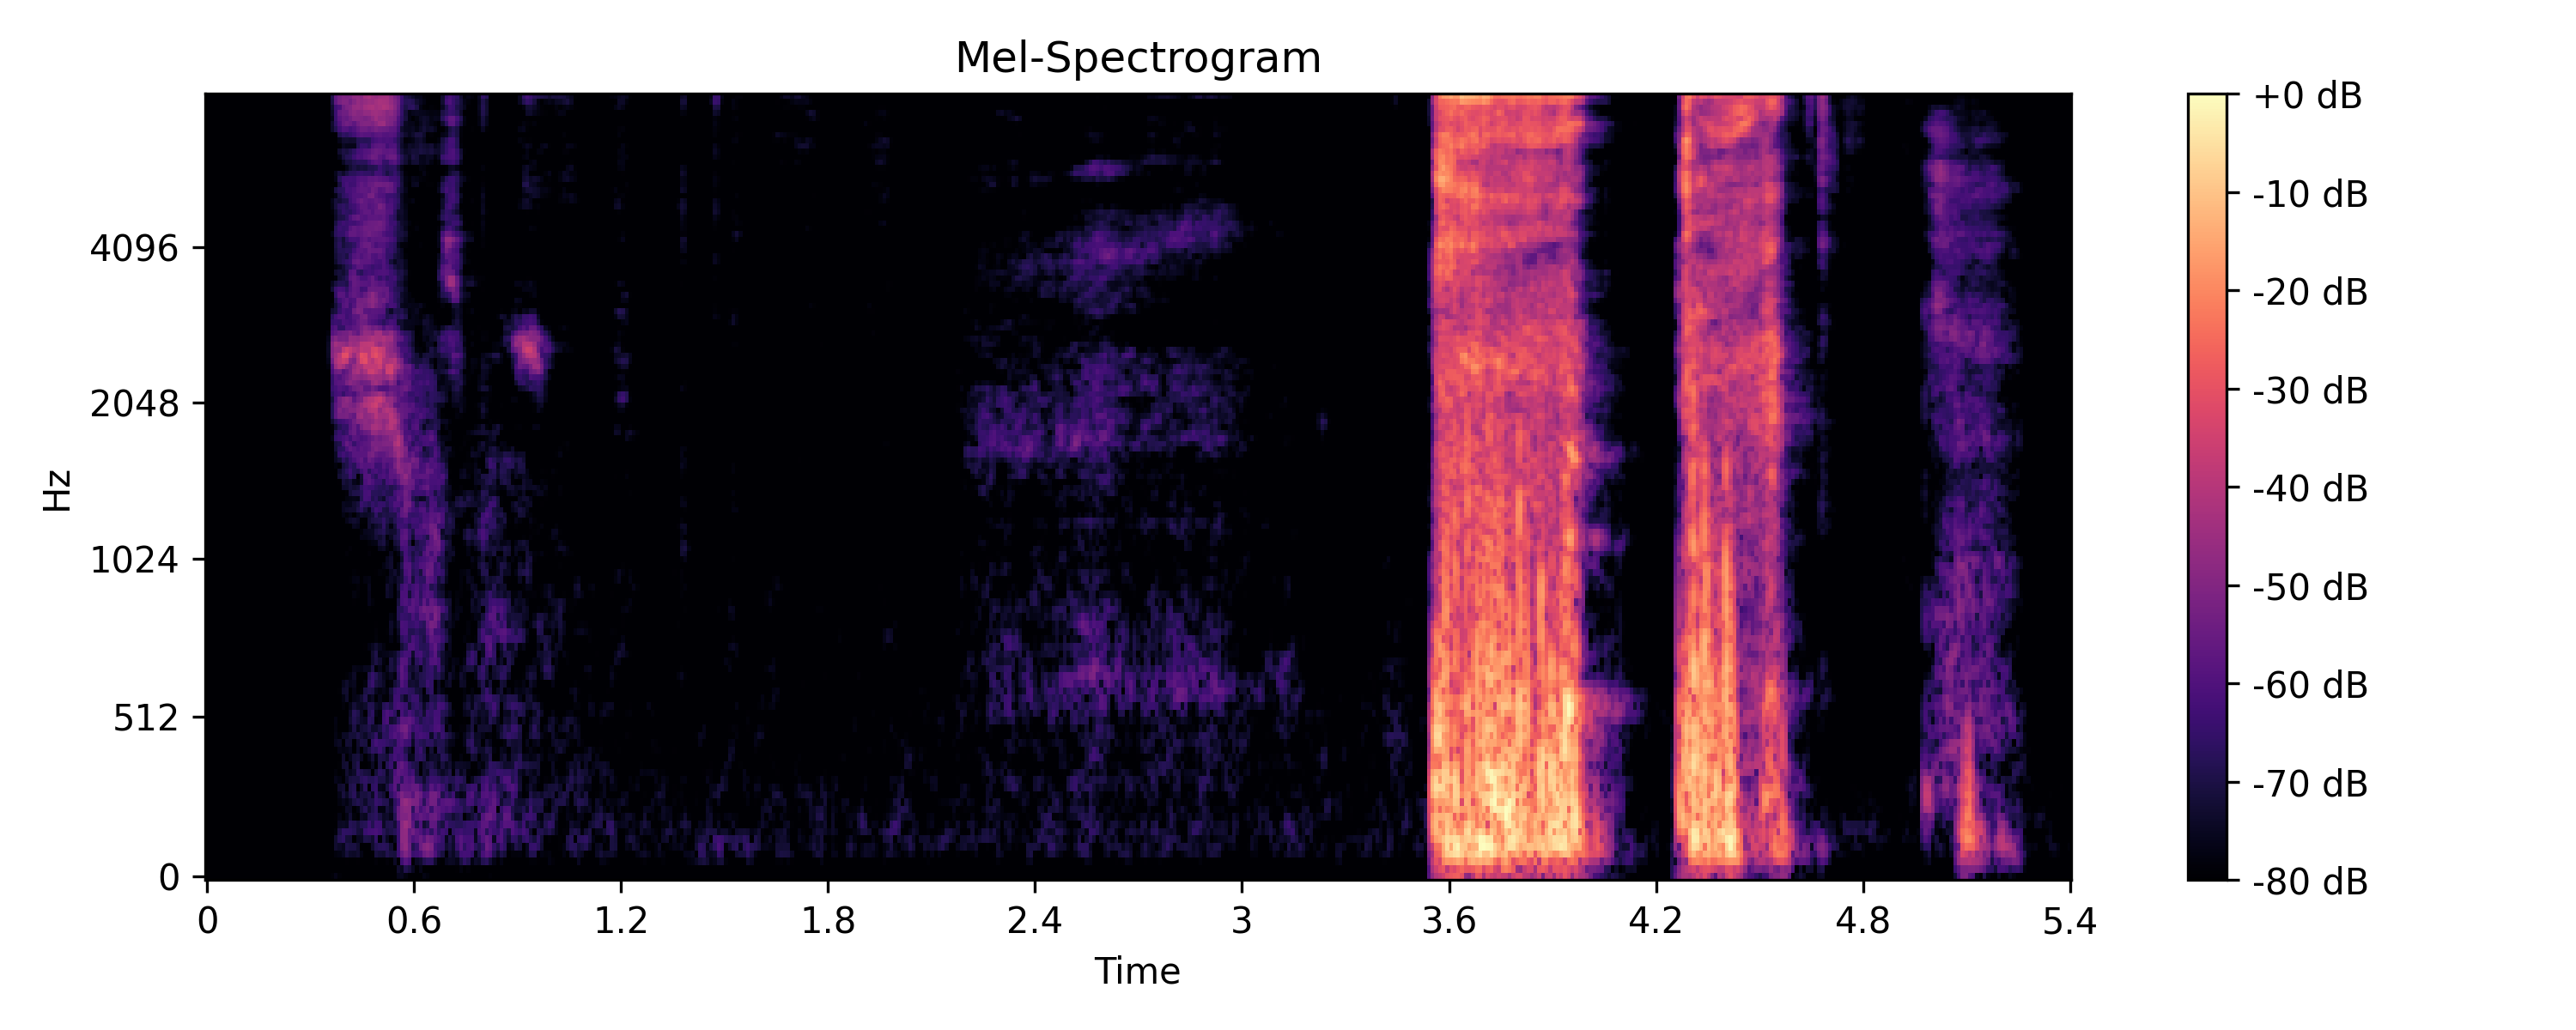 Mel-Spectrogram
+0 dB
-10 dB
-20 dB
-30 dB
-40 dB
-50 dB
-60 dB
-70 dB
-80 dB
Hz
4096
2048
1024
512
0
0 0.6 1.2 1.8 2.4 3 3.6 4.2 4.8 5.4
Time